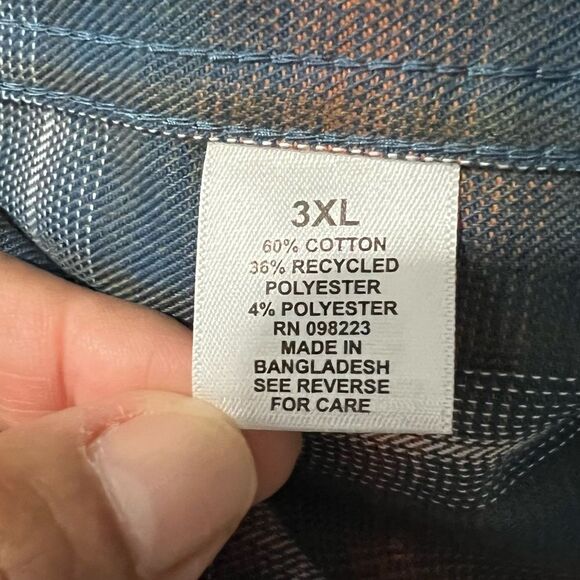 3XL
60% COTTON
36% RECYCLED
POLYESTER
4% POLYESTER
RN 098223
MADE IN
BANGLADESH
SEE REVERSE
FOR CARE